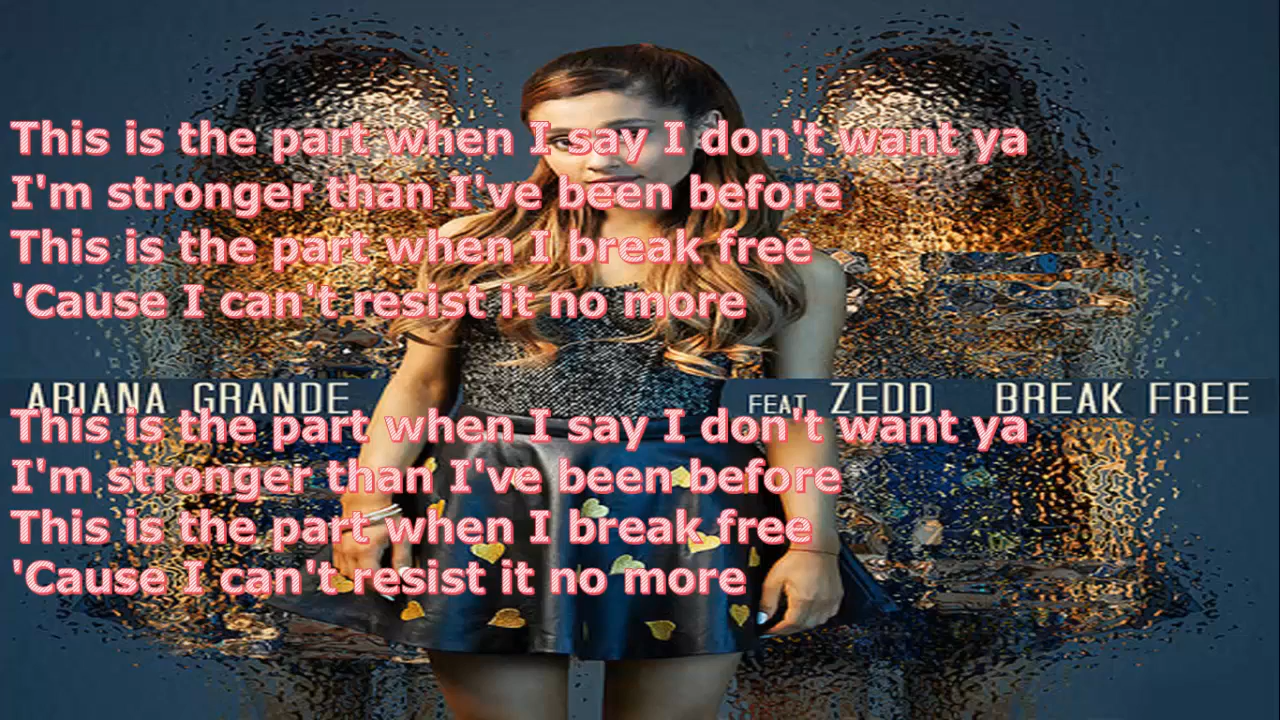 This is the part when I say I don't want ya
I'm stronger than I've been before
This is the part when I break free
'Cause I can't resist it no more
ARIANA GRANDE FEAT ZEDD BREAK FREE
This is the part when I say I don't want ya
I'm stronger than I've been before
This is the part when I break free
'Cause I can't resist it no more